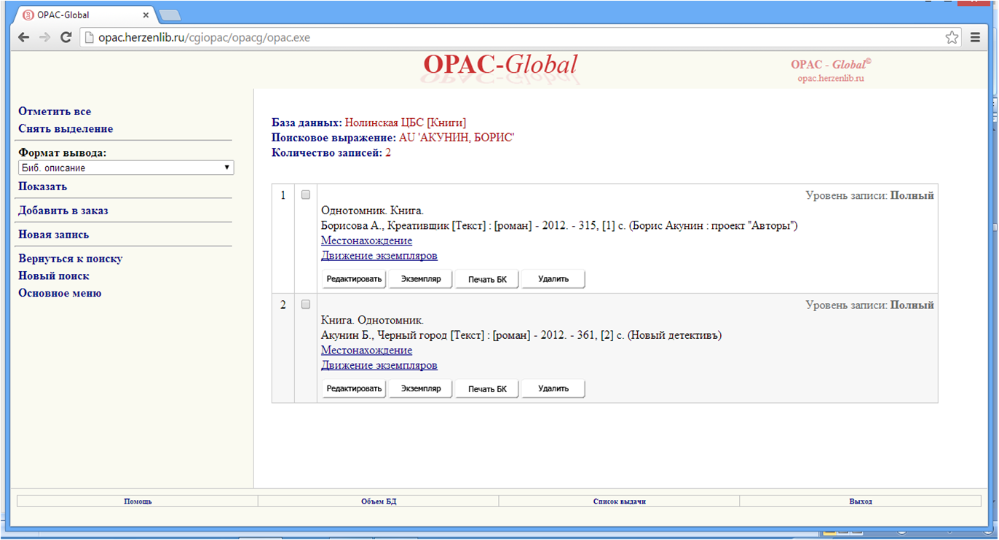 OPAC-Global
opac.herzenlib.ru/cgiopac/opacg/opac.exe
OPAC-Global
OPAC - Global©
opac.herzenlib.ru
Отметить все
Снять выделение
Формат вывода:
Биб. описание
Показать
Добавить в заказ
Новая запись
Вернуться к поиску
Новый поиск
Основное меню
База данных: Нолинская ЦБС [Книги]
Поисковое выражение: AU 'АКУНИН, БОРИС'
Количество записей: 2
1 Уровень записи: Полный
Однотомник. Книга.
Борисова А., Креативщик [Текст] : [роман] - 2012. - 315, [1] с. (Борис Акунин : проект "Авторы")
Местонахождение
Движение экземпляров
Редактировать Экземпляр Печать БК Удалить
2 Уровень записи: Полный
Книга. Однотомник.
Акунин Б., Черный город [Текст] : [роман] - 2012. - 361, [2] с. (Новый детективъ)
Местонахождение
Движение экземпляров
Редактировать Экземпляр Печать БК Удалить
Помощь Объем БД Список выдачи Выход